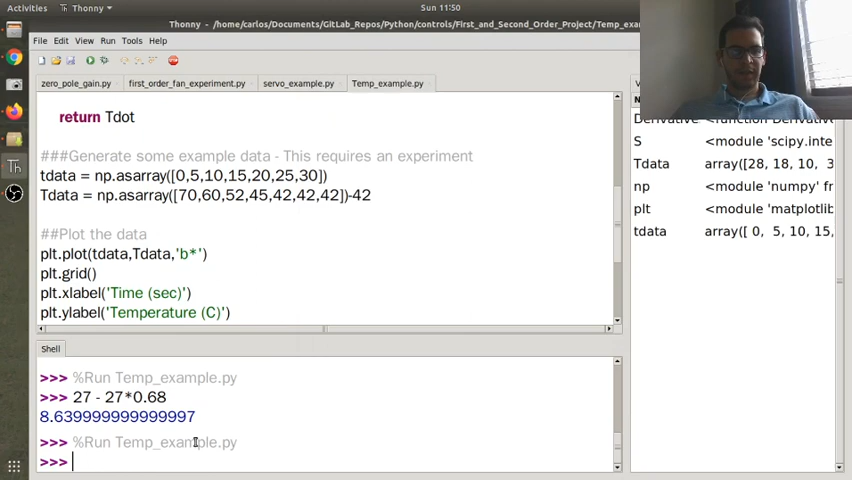 Activities
Thonny
Sun 11:50
Thonny - /home/carlos/Documents/GitLab_Repos/Python/controls/First_and_Second_Order_Project/Temp_exa
File Edit View Run Tools Help
zero_pole_gain.py first_order_fan_experiment.py servo_example.py Temp_example.py
return Tdot
###Generate some example data - This requires an experiment
tdata = np.asarray([0,5,10,15,20,25,30])
Tdata = np.asarray([70,60,52,45,42,42,42])-42
##Plot the data
plt.plot(tdata,Tdata,'b*')
plt.grid()
plt.xlabel('Time (sec)')
plt.ylabel('Temperature (C)')
Shell
>>> %Run Temp_example.py
>>> 27 - 27*0.68
8.639999999999997
>>> %Run Temp_example.py
>>>
S <module 'scipy.inte
Tdata array([28, 18, 10, 3
np <module 'numpy' fr
plt <module 'matplotlib
tdata array([ 0, 5, 10, 15,